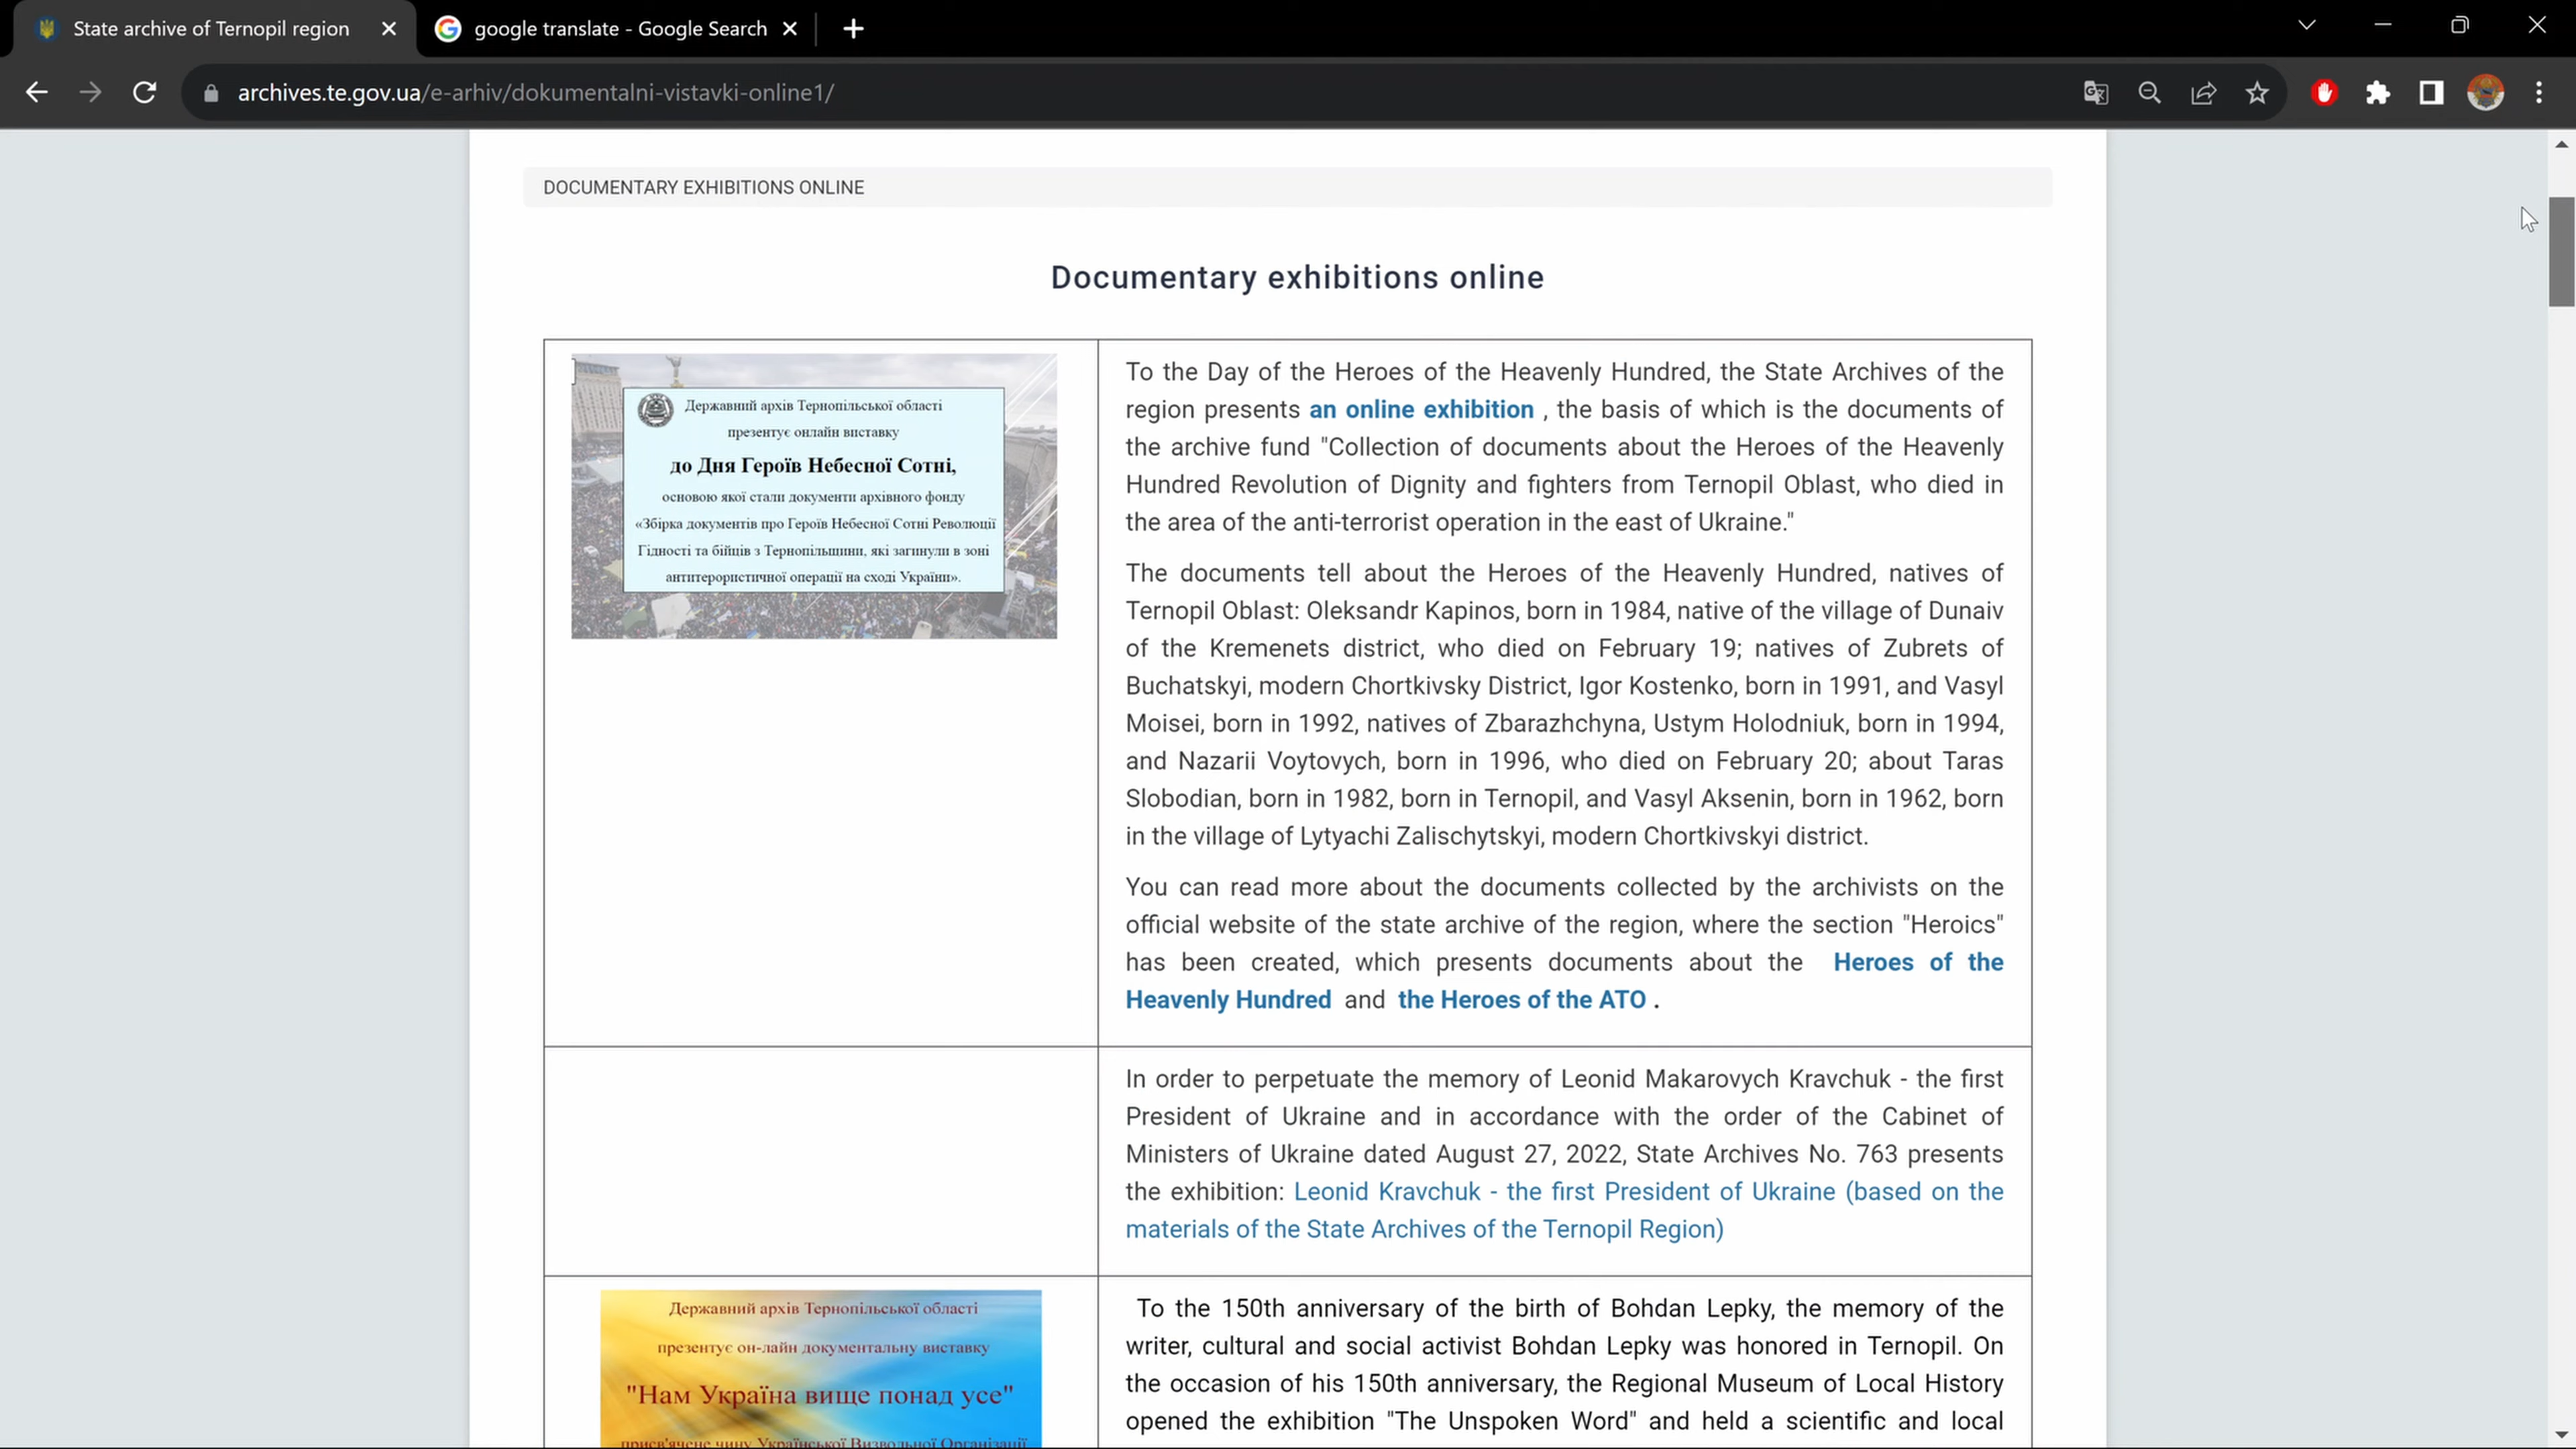 State archive of Ternopil region
google translate - Google Search
archives.te.gov.ua/e-arhiv/dokumentalni-vistavki-online1/
DOCUMENTARY EXHIBITIONS ONLINE
Documentary exhibitions online
Державний архів Тернопільської області
презентує онлайн виставку
до Дня Героїв Небесної Сотні,
основою якої стали документи архівного фонду
«Збірка документів про Героїв Небесної Сотні Революції
Гідності та бійців з Тернопільщини, які загинули в зоні
антитерористичної операції на сході України».
To the Day of the Heroes of the Heavenly Hundred, the State Archives of the
region presents an online exhibition , the basis of which is the documents of
the archive fund "Collection of documents about the Heroes of the Heavenly
Hundred Revolution of Dignity and fighters from Ternopil Oblast, who died in
the area of the anti-terrorist operation in the east of Ukraine."
The documents tell about the Heroes of the Heavenly Hundred, natives of
Ternopil Oblast: Oleksandr Kapinos, born in 1984, native of the village of Dunaiv
of the Kremenets district, who died on February 19; natives of Zubrets of
Buchatskyi, modern Chortkivsky District, Igor Kostenko, born in 1991, and Vasyl
Moisei, born in 1992, natives of Zbarazhchyna, Ustym Holodniuk, born in 1994,
and Nazarii Voytovych, born in 1996, who died on February 20; about Taras
Slobodian, born in 1982, born in Ternopil, and Vasyl Aksenin, born in 1962, born
in the village of Lytyachi Zalischytskyi, modern Chortkivskyi district.
You can read more about the documents collected by the archivists on the
official website of the state archive of the region, where the section "Heroics"
has been created, which presents documents about the Heroes of the
Heavenly Hundred and the Heroes of the ATO .
In order to perpetuate the memory of Leonid Makarovych Kravchuk - the first
President of Ukraine and in accordance with the order of the Cabinet of
Ministers of Ukraine dated August 27, 2022, State Archives No. 763 presents
the exhibition: Leonid Kravchuk - the first President of Ukraine (based on the
materials of the State Archives of the Ternopil Region)
Державний архів Тернопільської області
презентує он-лайн документальну виставку
"Нам Україна вище понад усе"
присв'ячене чину Української Визвольної Організації
To the 150th anniversary of the birth of Bohdan Lepky, the memory of the
writer, cultural and social activist Bohdan Lepky was honored in Ternopil. On
the occasion of his 150th anniversary, the Regional Museum of Local History
opened the exhibition "The Unspoken Word" and held a scientific and local